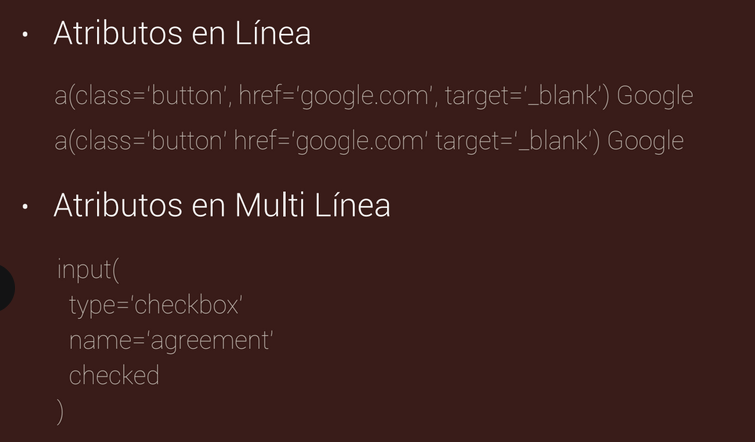 • Atributos en Línea
a(class='button', href='google.com', target='_blank') Google
a(class='button' href='google.com' target='_blank') Google
• Atributos en Multi Línea
input(
  type='checkbox'
  name='agreement'
  checked
)